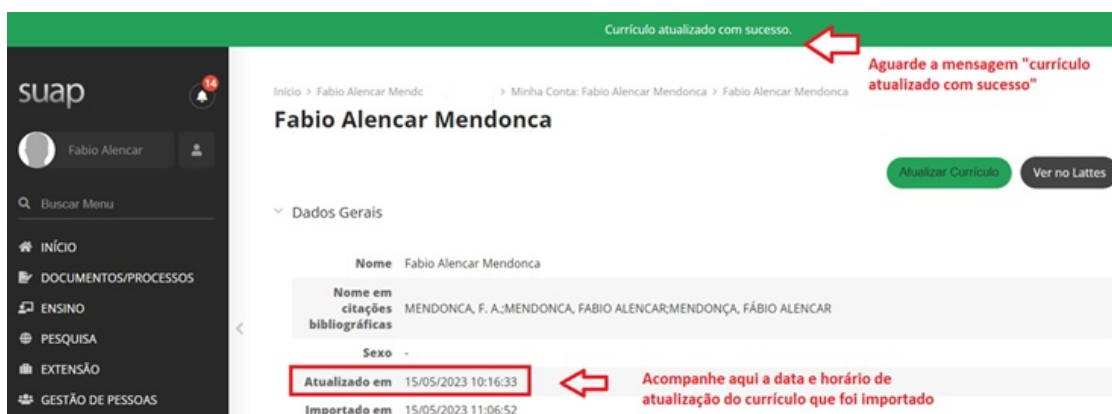 Currículo atualizado com sucesso.
Aguarde a mensagem "currículo
atualizado com sucesso"
suap
14
Início > Fabio Alencar Mendc > Minha Conta: Fabio Alencar Mendonca > Fabio Alencar Mendonca
Fabio Alencar Mendonca
Fabio Alencar
Atualizar Currículo
Ver no Lattes
Buscar Menu
Dados Gerais
INÍCIO
DOCUMENTOS/PROCESSOS
ENSINO
PESQUISA
EXTENSÃO
GESTÃO DE PESSOAS
Nome Fabio Alencar Mendonca
Nome em
citações
bibliográficas
MENDONCA, F. A.;MENDONCA, FABIO ALENCAR;MENDONÇA, FÁBIO ALENCAR
Sexo -
Atualizado em 15/05/2023 10:16:33
Acompanhe aqui a data e horário de
atualização do currículo que foi importado
Importado em 15/05/2023 11:06:52